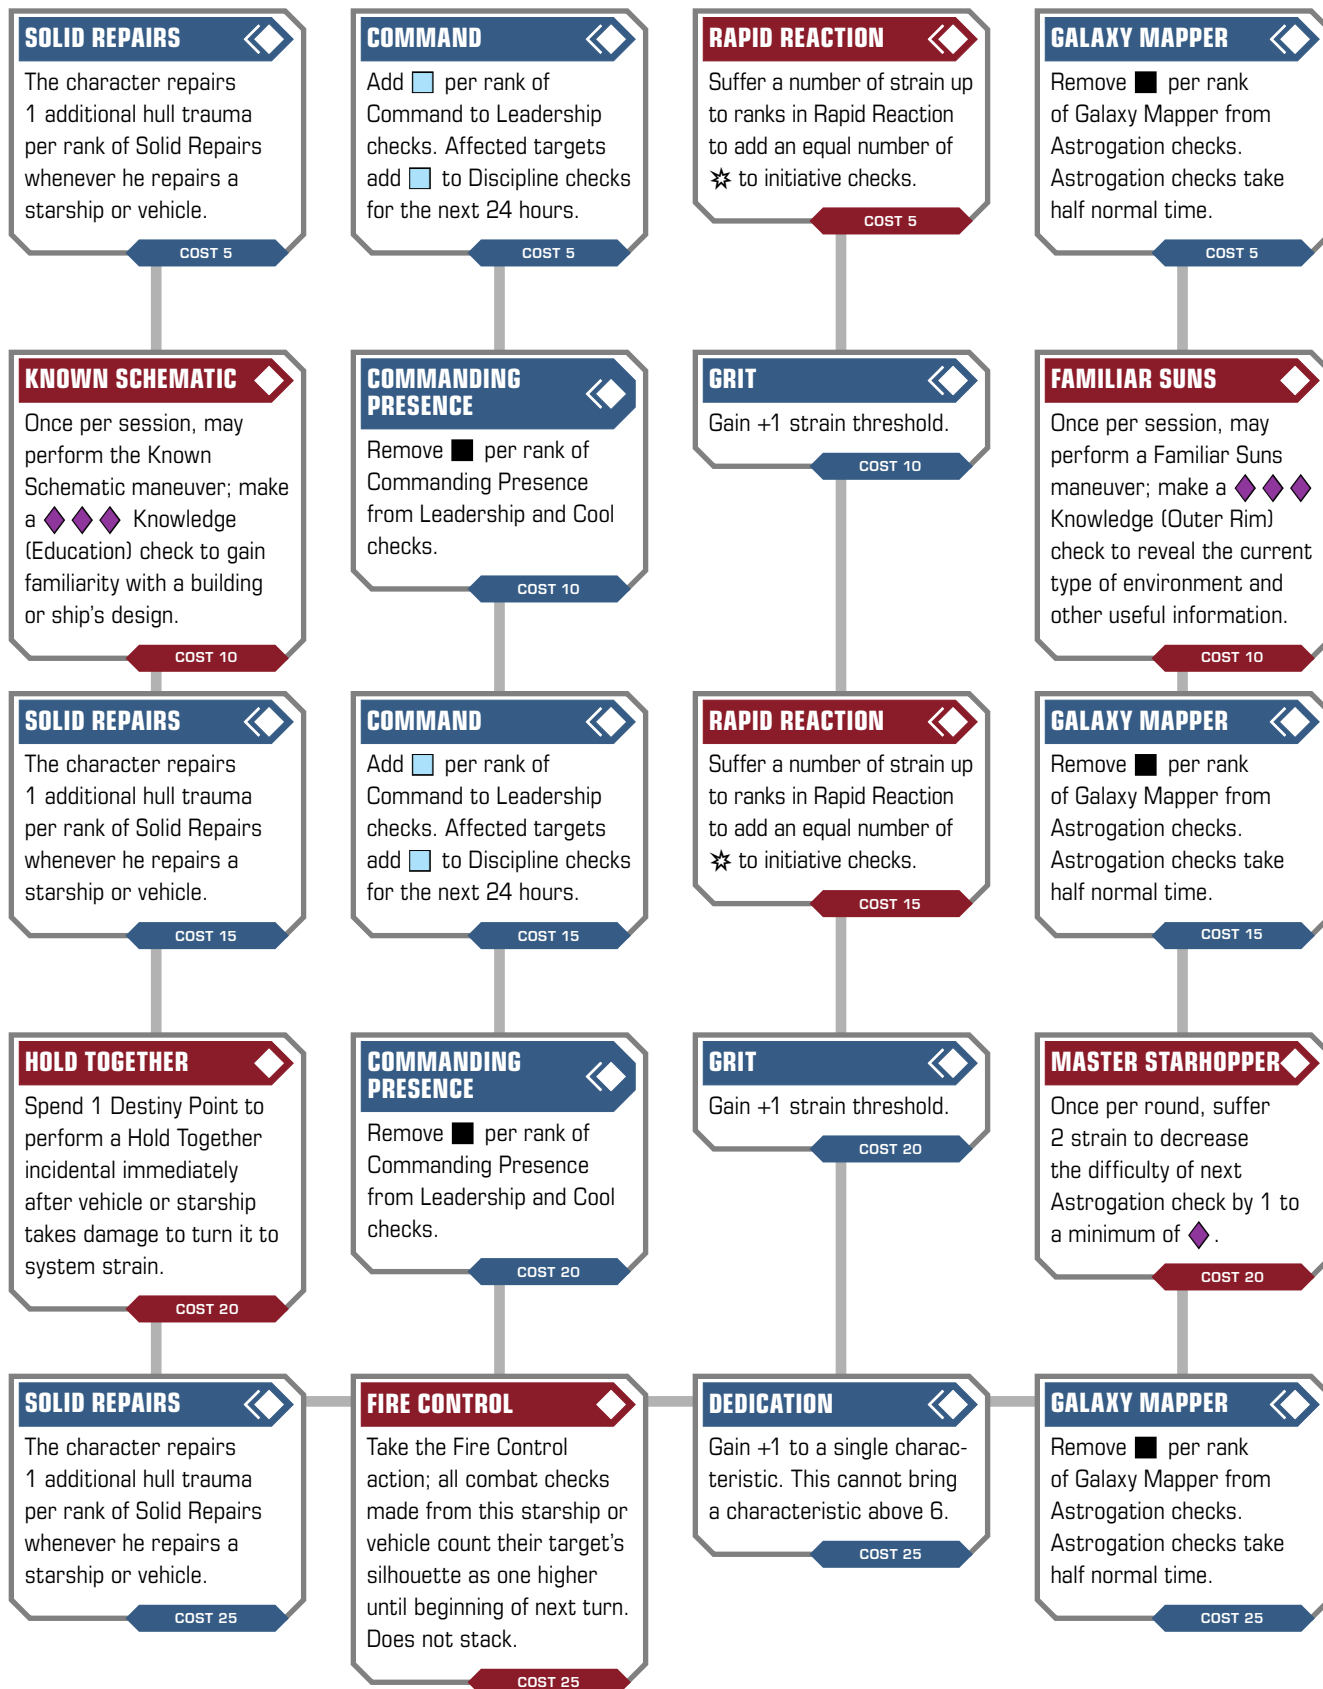 SOLID REPAIRS
The character repairs
1 additional hull trauma
per rank of Solid Repairs
whenever he repairs a
starship or vehicle.
COST 5
COMMAND
Add per rank of
Command to Leadership
checks. Affected targets
add to Discipline checks
for the next 24 hours.
COST 5
RAPID REACTION
Suffer a number of strain up
to ranks in Rapid Reaction
to add an equal number of
to initiative checks.
COST 5
GALAXY MAPPER
Remove per rank
of Galaxy Mapper from
Astrogation checks.
Astrogation checks take
half normal time.
COST 5
KNOWN SCHEMATIC
Once per session, may
perform the Known
Schematic maneuver; make
a Knowledge
(Education) check to gain
familiarity with a building
or ship's design.
COST 10
COMMANDING
PRESENCE
Remove per rank of
Commanding Presence
from Leadership and Cool
checks.
COST 10
GRIT
Gain +1 strain threshold.
COST 10
FAMILIAR SUNS
Once per session, may
perform a Familiar Suns
maneuver; make a
Knowledge (Outer Rim)
check to reveal the current
type of environment and
other useful information.
COST 10
SOLID REPAIRS
The character repairs
1 additional hull trauma
per rank of Solid Repairs
whenever he repairs a
starship or vehicle.
COST 15
COMMAND
Add per rank of
Command to Leadership
checks. Affected targets
add to Discipline checks
for the next 24 hours.
COST 15
RAPID REACTION
Suffer a number of strain up
to ranks in Rapid Reaction
to add an equal number of
to initiative checks.
COST 15
GALAXY MAPPER
Remove per rank
of Galaxy Mapper from
Astrogation checks.
Astrogation checks take
half normal time.
COST 15
HOLD TOGETHER
Spend 1 Destiny Point to
perform a Hold Together
incidental immediately
after vehicle or starship
takes damage to turn it to
system strain.
COST 20
COMMANDING
PRESENCE
Remove per rank of
Commanding Presence
from Leadership and Cool
checks.
COST 20
GRIT
Gain +1 strain threshold.
COST 20
MASTER STARHOPPER
Once per round, suffer
2 strain to decrease
the difficulty of next
Astrogation check by 1 to
a minimum of .
COST 20
SOLID REPAIRS
The character repairs
1 additional hull trauma
per rank of Solid Repairs
whenever he repairs a
starship or vehicle.
COST 25
FIRE CONTROL
Take the Fire Control
action; all combat checks
made from this starship or
vehicle count their target's
silhouette as one higher
until beginning of next turn.
Does not stack.
COST 25
DEDICATION
Gain +1 to a single charac-
teristic. This cannot bring
a characteristic above 6.
COST 25
GALAXY MAPPER
Remove per rank
of Galaxy Mapper from
Astrogation checks.
Astrogation checks take
half normal time.
COST 25